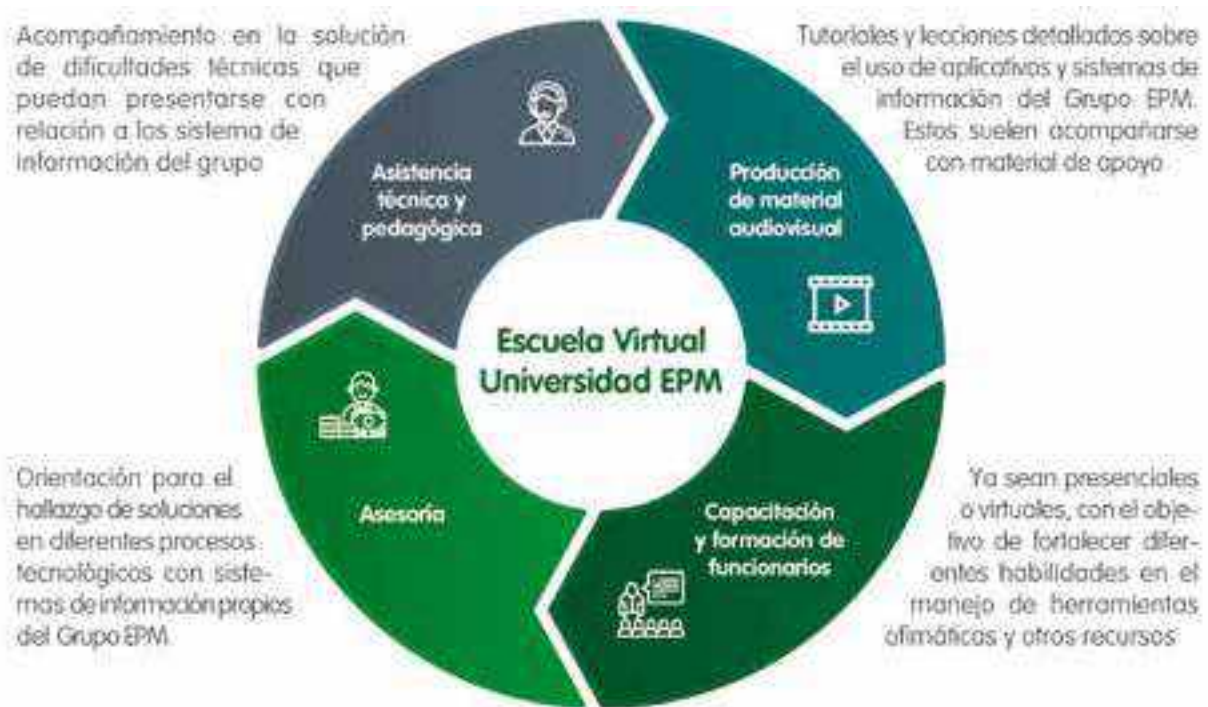 Acompañamiento en la solución
de dificultades técnicas que
puedan presentarse con
relación a los sistema de
información del grupo
Asistencia
técnica y
pedagógica
Tutoriales y lecciones detallados sobre
el uso de aplicativos y sistemas de
información del Grupo EPM.
Estos suelen acompañarse
con material de apoyo
Producción
de material
audiovisual
Escuela Virtual
Universidad EPM
Orientación para el
hallazgo de soluciones
en diferentes procesos
tecnológicos con siste-
mas de información propios
del Grupo EPM
Asesoría
Capacitación
y formación de
funcionarios
Ya sean presenciales
o virtuales, con el obje-
tivo de fortalecer difer-
entes habilidades en el
manejo de herramientas
ofimáticas y otros recursos